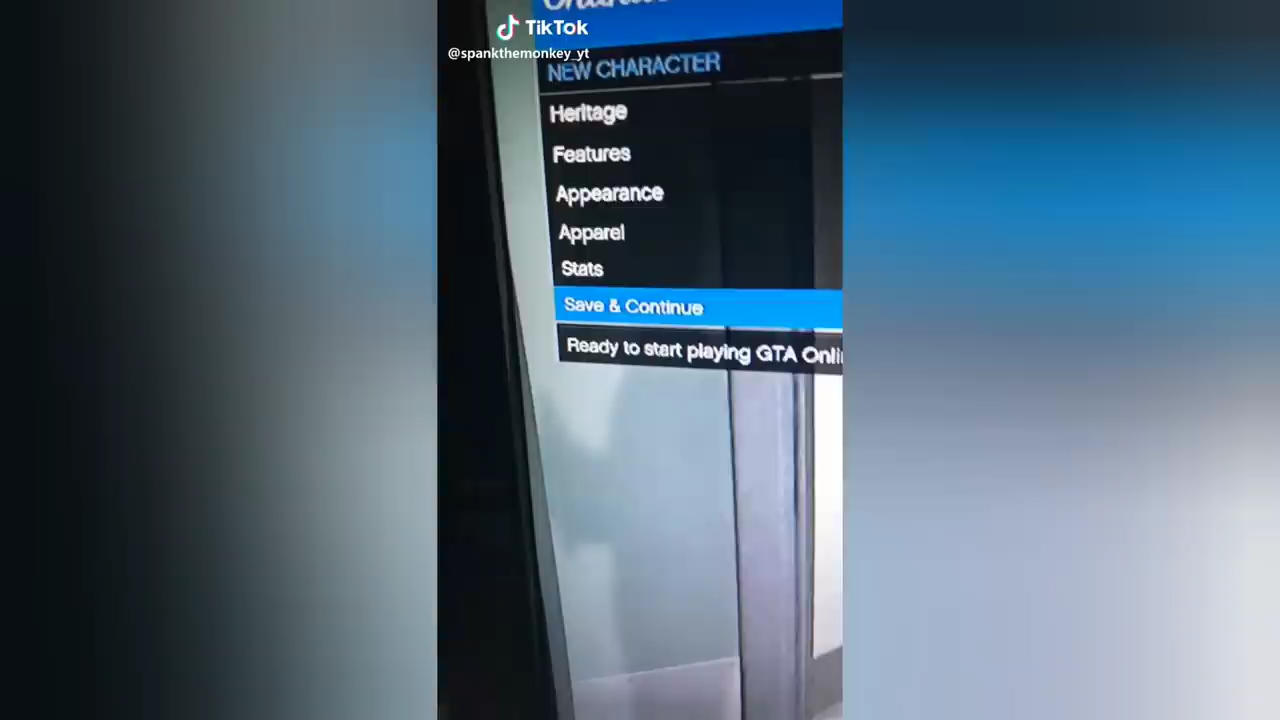 TikTok
@spankthemonkey_yt
NEW CHARACTER
Heritage
Features
Appearance
Apparel
Stats
Save & Continue
Ready to start playing GTA